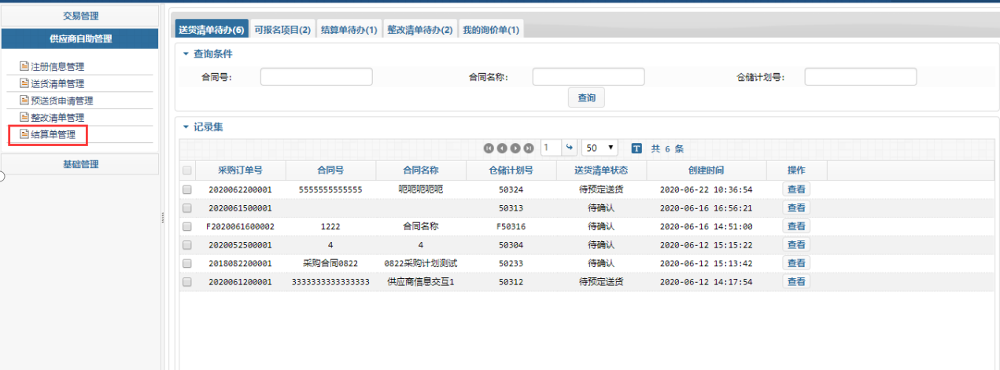 交易管理
供应商自助管理
注册信息管理
送货清单管理
预送货申请管理
整改清单管理
结算单管理
基础管理
送货清单待办(6) 可报名项目(2) 结算单待办(1) 整改清单待办(2) 我的询价单(1)
查询条件
合同号: 合同名称: 仓储计划号:
查询
记录集
1 50 T 共 6 条
采购订单号 合同号 合同名称 仓储计划号 送货清单状态 创建时间 操作
2020062200001 5555555555555 呃呃呃呃呃 50324 待预定送货 2020-06-22 10:36:54 查看
2020061500001 50313 待确认 2020-06-16 16:56:21 查看
F2020061600002 1222 合同名称 F50316 待确认 2020-06-16 14:51:00 查看
2020052500001 4 4 50304 待确认 2020-06-12 15:15:22 查看
2018082200001 采购合同0822 0822采购计划测试 50233 待确认 2020-06-12 15:13:42 查看
2020061200001 3333333333333333 供应商信息交互1 50312 待预定送货 2020-06-12 14:17:54 查看